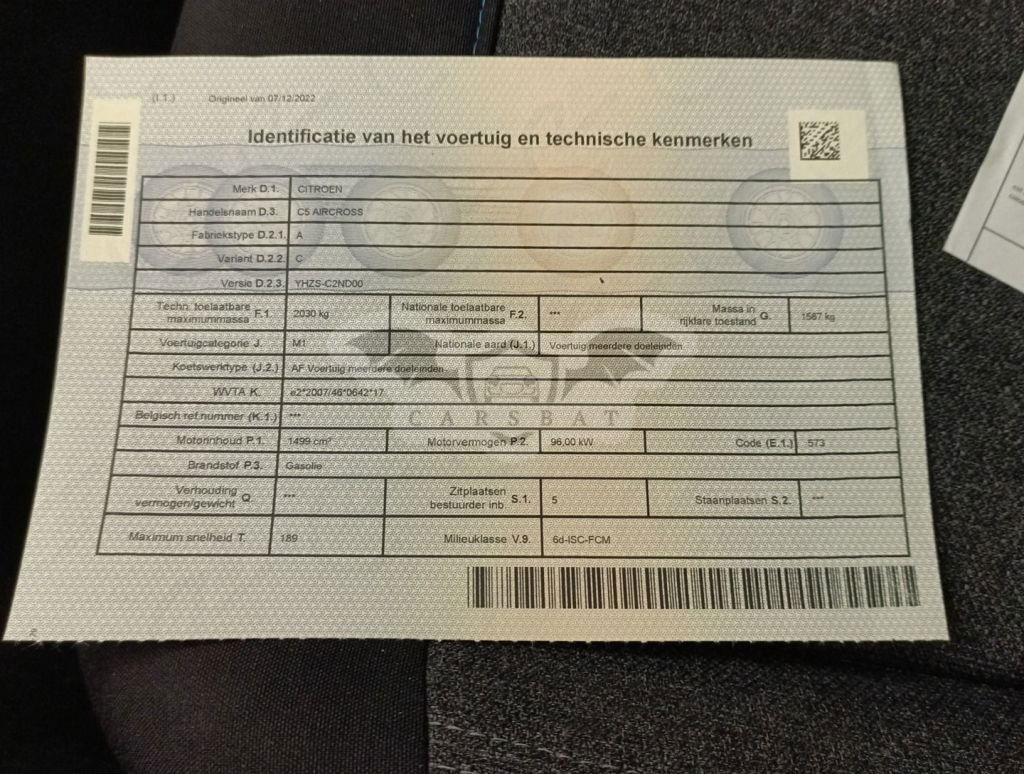 (I.1.) Origineel van 07/12/2022
Identificatie van het voertuig en technische kenmerken
Merk D.1. CITROEN
Handelsnaam D.3. C5 AIRCROSS
Fabriekstype D.2.1. A
Variant D.2.2. C
Versie D.2.3. YHZS-C2ND00
Techn. toelaatbare maximummassa F.1. 2030 kg Nationale toelaatbare maximummassa F.2. *** Massa in rijklare toestand G. 1567 kg
Voertuigcategorie J. M1 Nationale aard (J.1.) Voertuig meerdere doeleinden
Koetswerktype (J.2.) AF Voertuig meerdere doeleinden
WVTA K. e2*2007/46*0642*17
Belgisch ref.nummer (K.1.) ***
CARSBAT
Motorinhoud P.1. 1499 cm³ Motorvermogen P.2. 96,00 kW Code (E.1.) 573
Brandstof P.3. Gasolie
Verhouding vermogen/gewicht Q. *** Zitplaatsen bestuurder inb. S.1. 5 Staanplaatsen S.2. ***
Maximum snelheid T. 189 Milieuklasse V.9. 6d-ISC-FCM